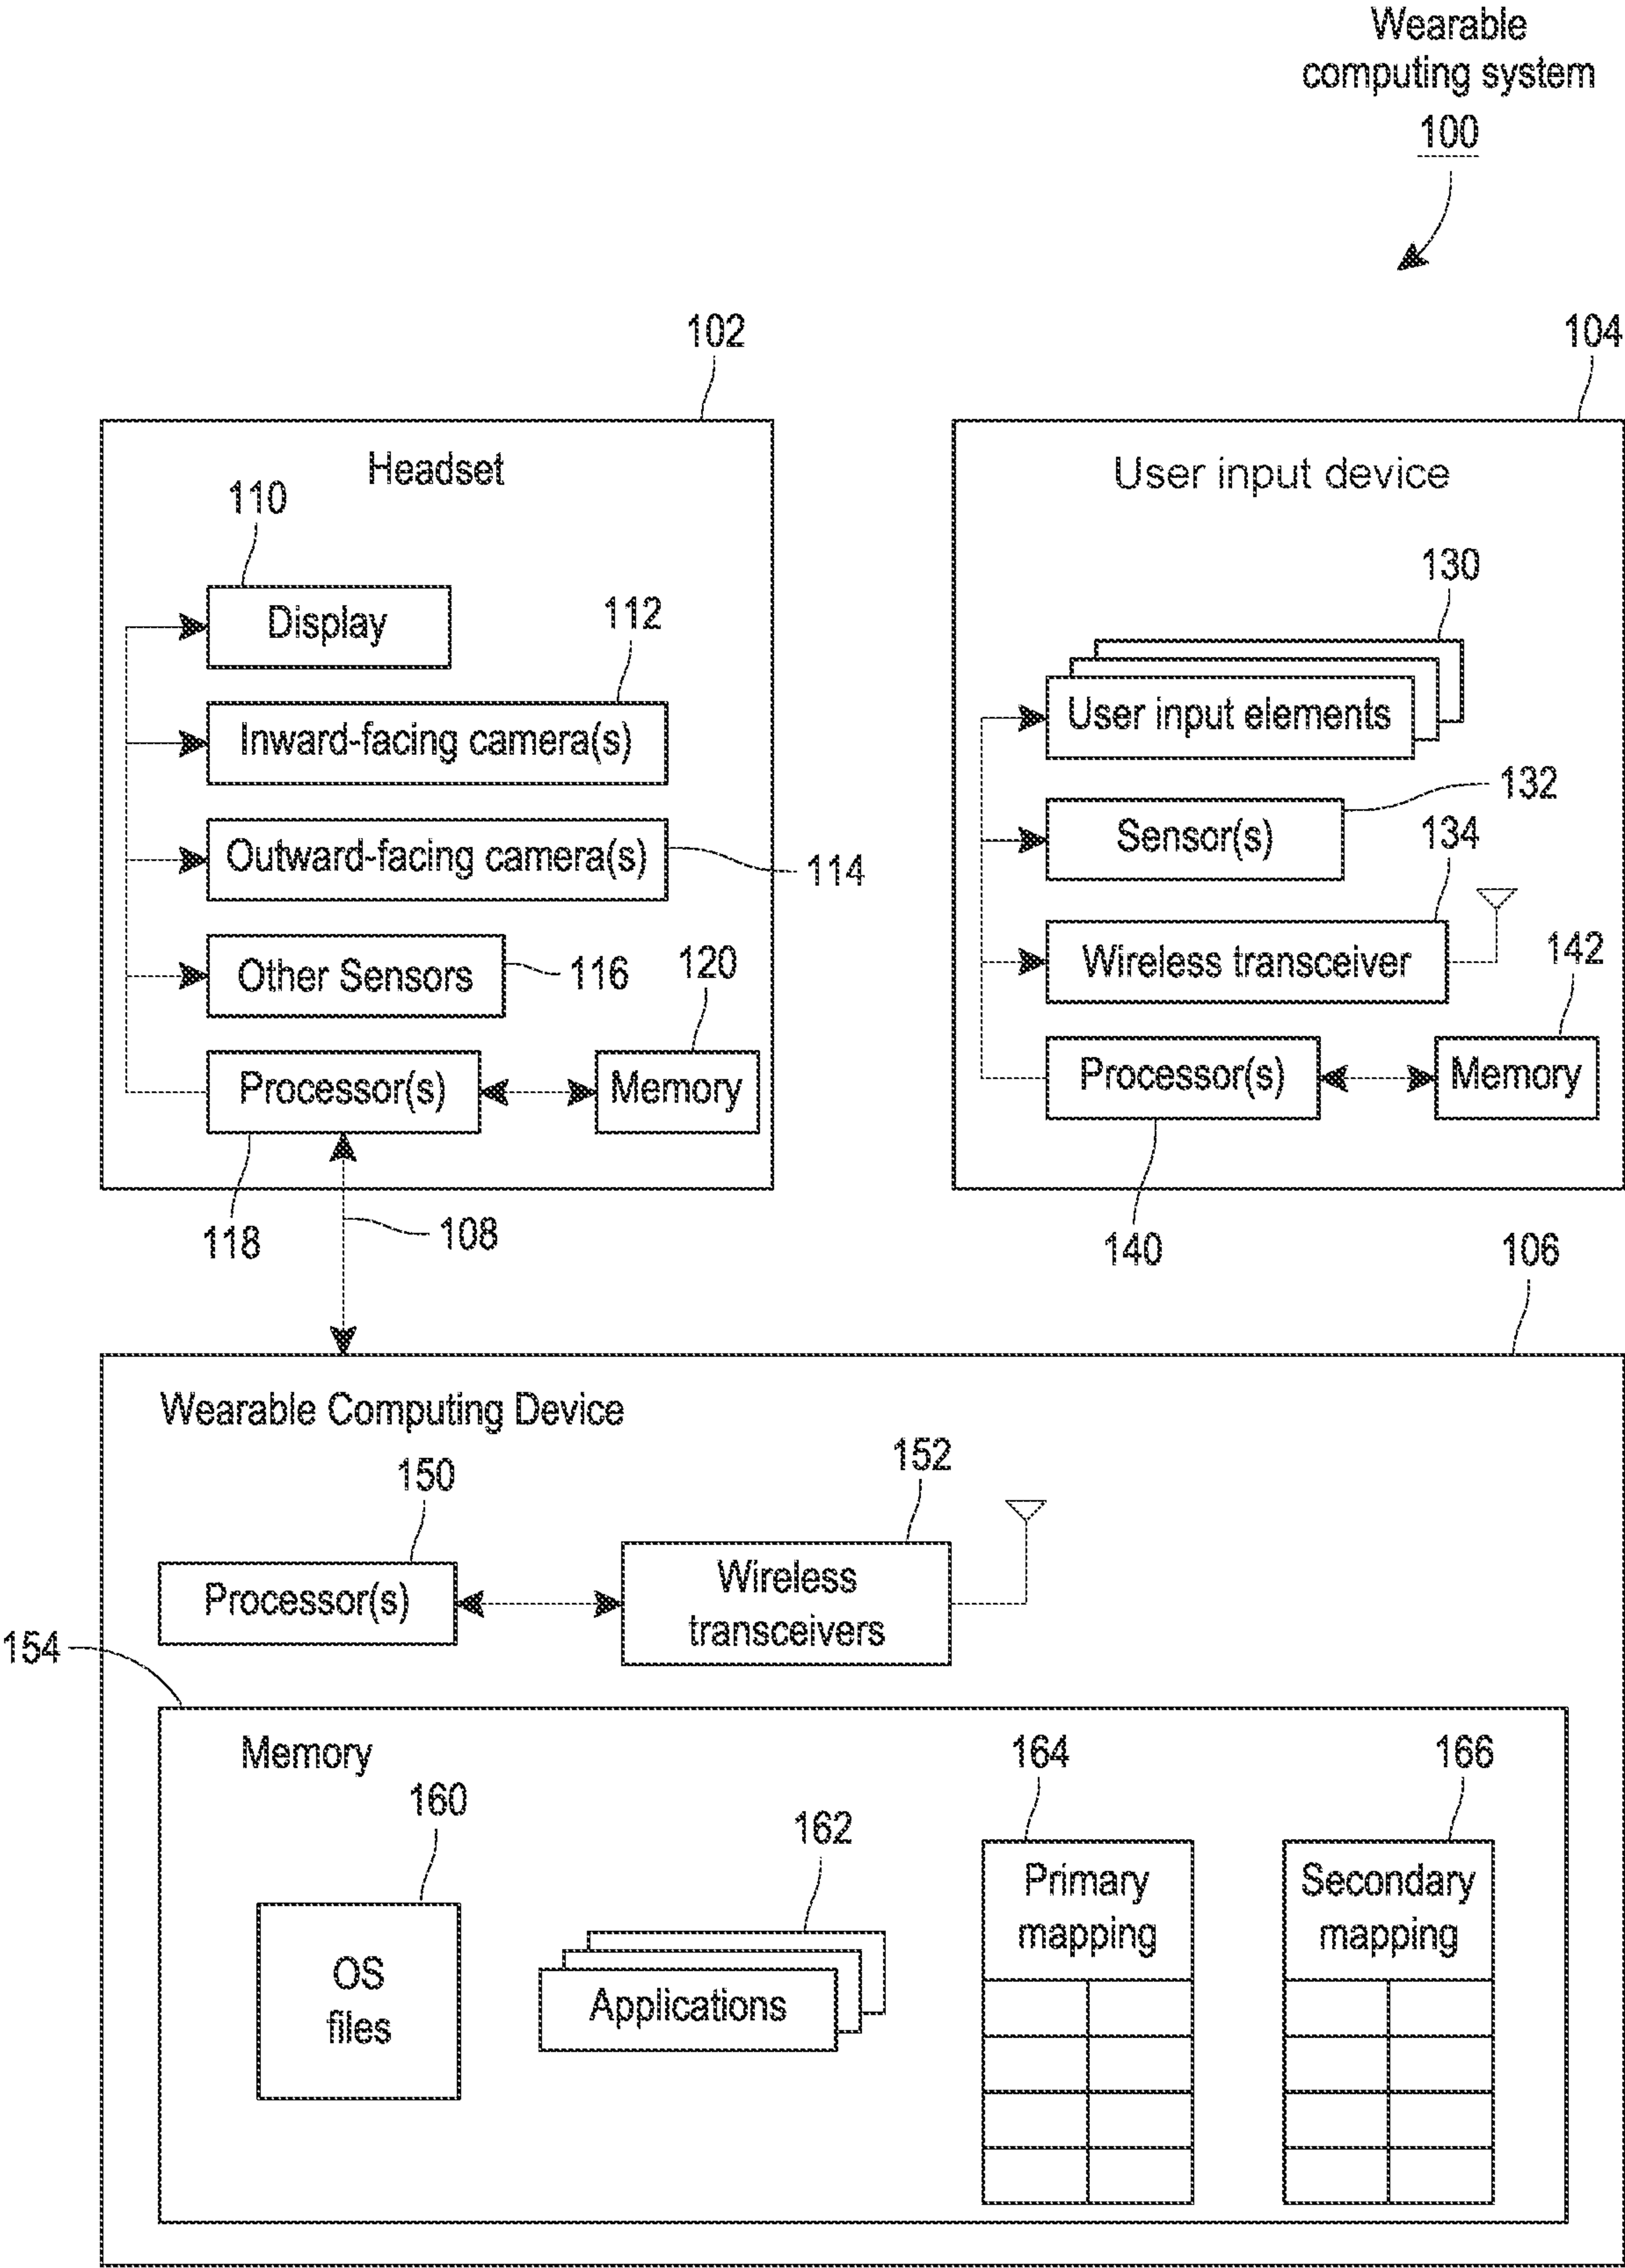 Wearable
computing system
100
102
104
Headset
User input device
110
130
112
Display
User input elements
Inward-facing camera(s)
132
Sensor(s)
134
Outward-facing camera(s)
114
116
120
142
Other Sensors
Wireless transceiver
Processor(s)
Memory
Processor(s)
Memory
118
108
140
106
Wearable Computing Device
150
152
Processor(s)
Wireless
transceivers
154
Memory
164
166
160
162
Primary
mapping
Secondary
mapping
OS
files
Applications